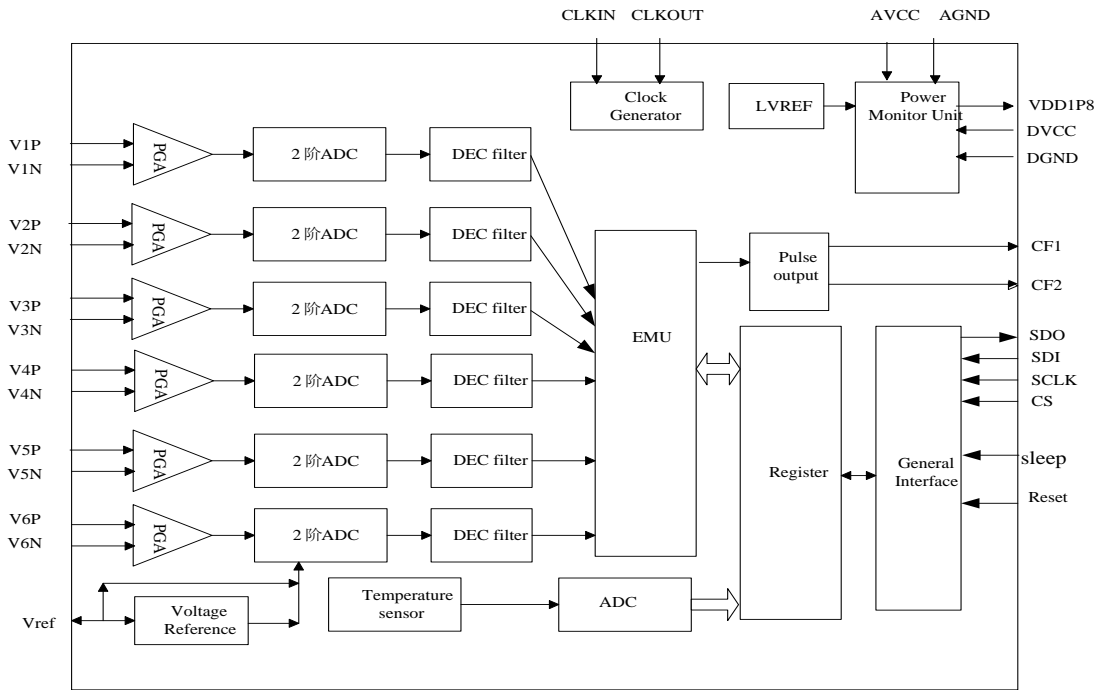 CLKIN
CLKOUT
AVCC
AGND
Clock
Generator
LVREF
Power
Monitor Unit
VDD1P8
DVCC
DGND
V1P
V1N
PGA
2 阶ADC
DEC filter
V2P
V2N
PGA
2 阶ADC
DEC filter
V3P
V3N
PGA
2 阶ADC
DEC filter
V4P
V4N
PGA
2 阶ADC
DEC filter
V5P
V5N
PGA
2 阶ADC
DEC filter
V6P
V6N
PGA
2 阶ADC
DEC filter
EMU
Pulse
output
CF1
CF2
Register
General
Interface
SDO
SDI
SCLK
CS
sleep
Reset
Vref
Voltage
Reference
Temperature
sensor
ADC